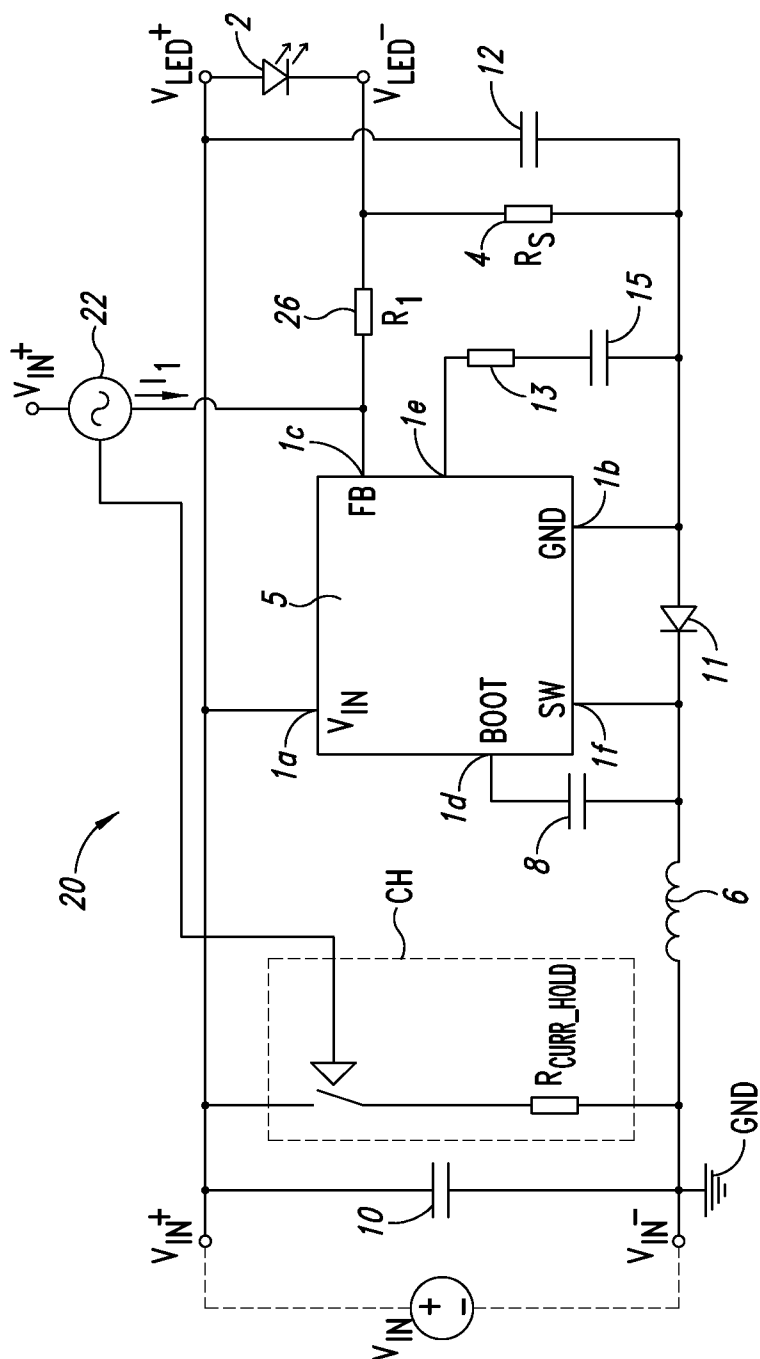 20
V_IN^+
22
I_1
V_LED^+
2
V_LED^-
12
26
R_1
4
R_S
15
13
1e
1c
FB
5
V_IN
1a
GND
1b
BOOT
SW
1d
1f
8
11
6
CH
R_CURR_HOLD
10
V_IN^+
V_IN
+
-
V_IN^-
GND